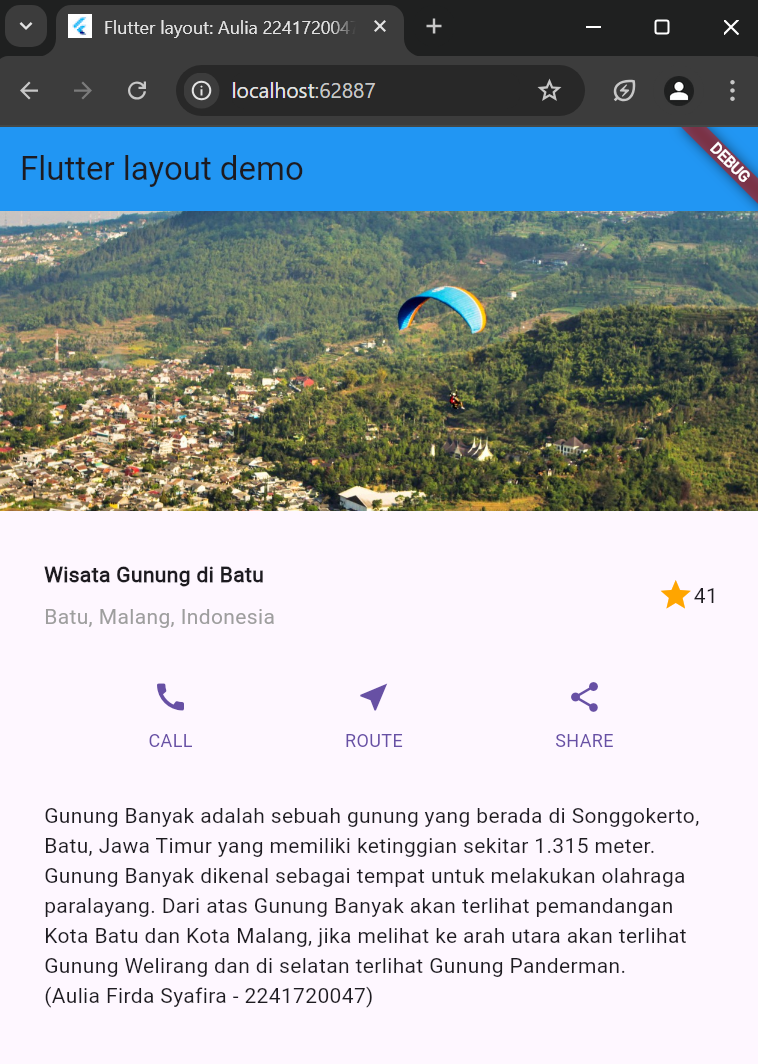 Flutter layout: Aulia 2241720047
localhost:62887
Flutter layout demo
DEBUG
Wisata Gunung di Batu
Batu, Malang, Indonesia
41
CALL
ROUTE
SHARE
Gunung Banyak adalah sebuah gunung yang berada di Songgokerto,
Batu, Jawa Timur yang memiliki ketinggian sekitar 1.315 meter.
Gunung Banyak dikenal sebagai tempat untuk melakukan olahraga
paralayang. Dari atas Gunung Banyak akan terlihat pemandangan
Kota Batu dan Kota Malang, jika melihat ke arah utara akan terlihat
Gunung Welirang dan di selatan terlihat Gunung Panderman.
(Aulia Firda Syafira - 2241720047)